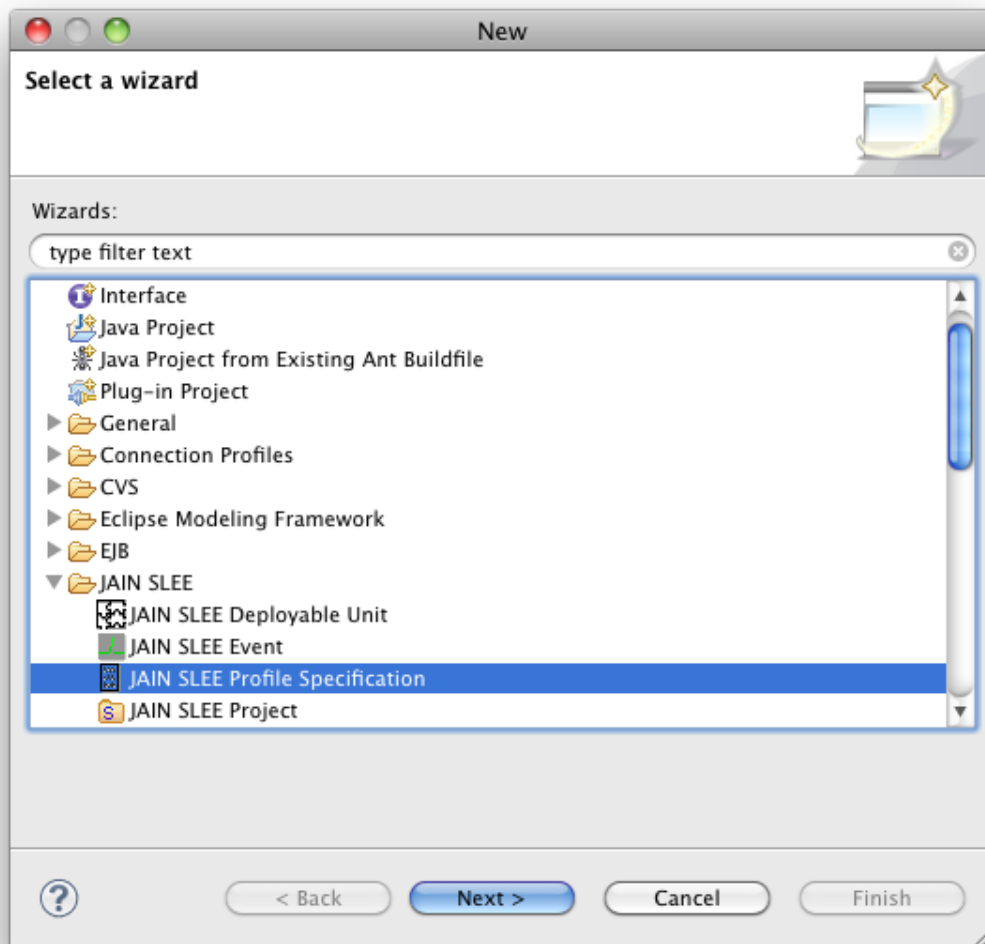 New
Select a wizard
Wizards:
type filter text
Interface
Java Project
Java Project from Existing Ant Buildfile
Plug-in Project
General
Connection Profiles
CVS
Eclipse Modeling Framework
EJB
JAIN SLEE
JAIN SLEE Deployable Unit
JAIN SLEE Event
JAIN SLEE Profile Specification
JAIN SLEE Project
? < Back Next > Cancel Finish